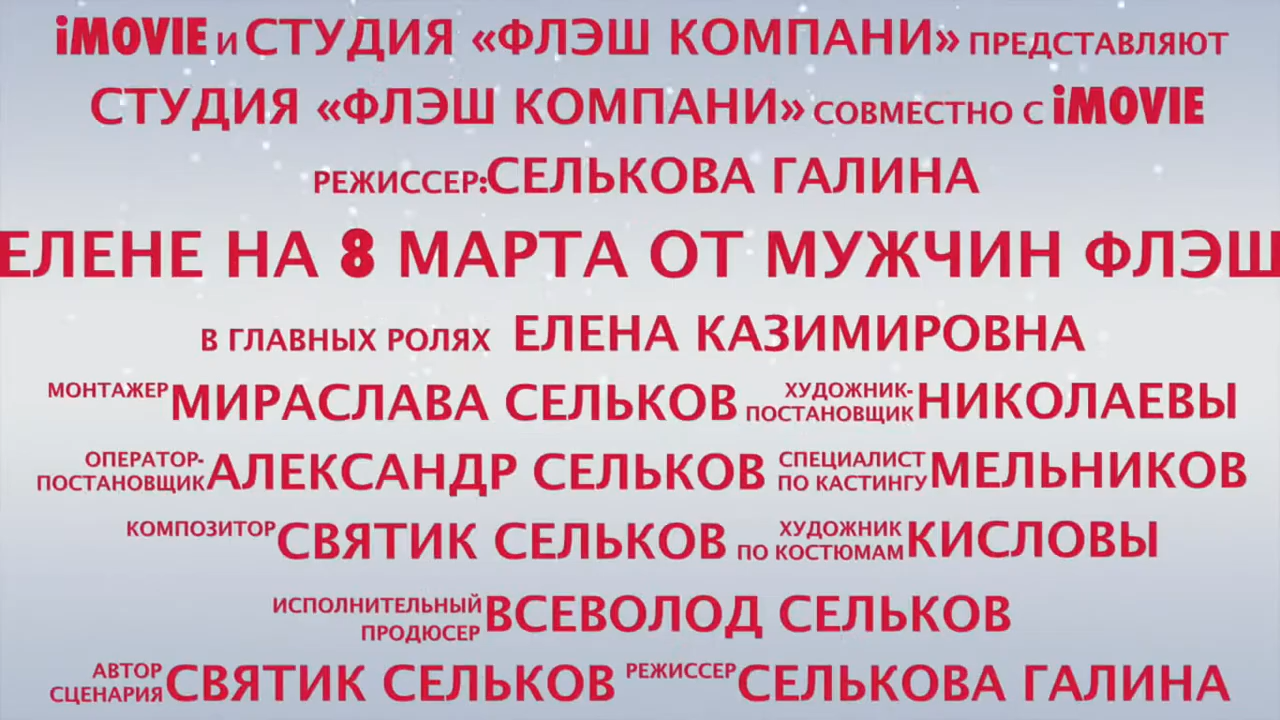 iMOVIE И СТУДИЯ «ФЛЭШ КОМПАНИ» ПРЕДСТАВЛЯЮТ
СТУДИЯ «ФЛЭШ КОМПАНИ» СОВМЕСТНО С iMOVIE
РЕЖИССЕР: СЕЛЬКОВА ГАЛИНА
ЕЛЕНЕ НА 8 МАРТА ОТ МУЖЧИН ФЛЭШ
В ГЛАВНЫХ РОЛЯХ ЕЛЕНА КАЗИМИРОВНА
МОНТАЖЕР МИРАСЛАВА СЕЛЬКОВ ХУДОЖНИК-ПОСТАНОВЩИК НИКОЛАЕВЫ
ОПЕРАТОР-ПОСТАНОВЩИК АЛЕКСАНДР СЕЛЬКОВ СПЕЦИАЛИСТ ПО КАСТИНГУ МЕЛЬНИКОВ
КОМПОЗИТОР СВЯТИК СЕЛЬКОВ ХУДОЖНИК ПО КОСТЮМАМ КИСЛОВЫ
ИСПОЛНИТЕЛЬНЫЙ ПРОДЮСЕР ВСЕВОЛОД СЕЛЬКОВ
АВТОР СЦЕНАРИЯ СВЯТИК СЕЛЬКОВ РЕЖИССЕР СЕЛЬКОВА ГАЛИНА